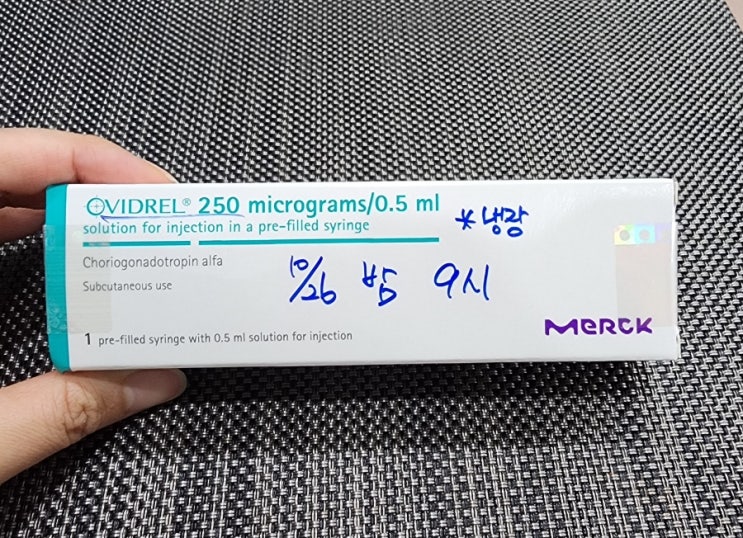 OVIDREL® 250 micrograms/0.5 ml
solution for injection in a pre-filled syringe
*냉장
Choriogonadotropin alfa
Subcutaneous use
10/26 밤 9시
1 pre-filled syringe with 0.5 ml solution for injection
MERCK